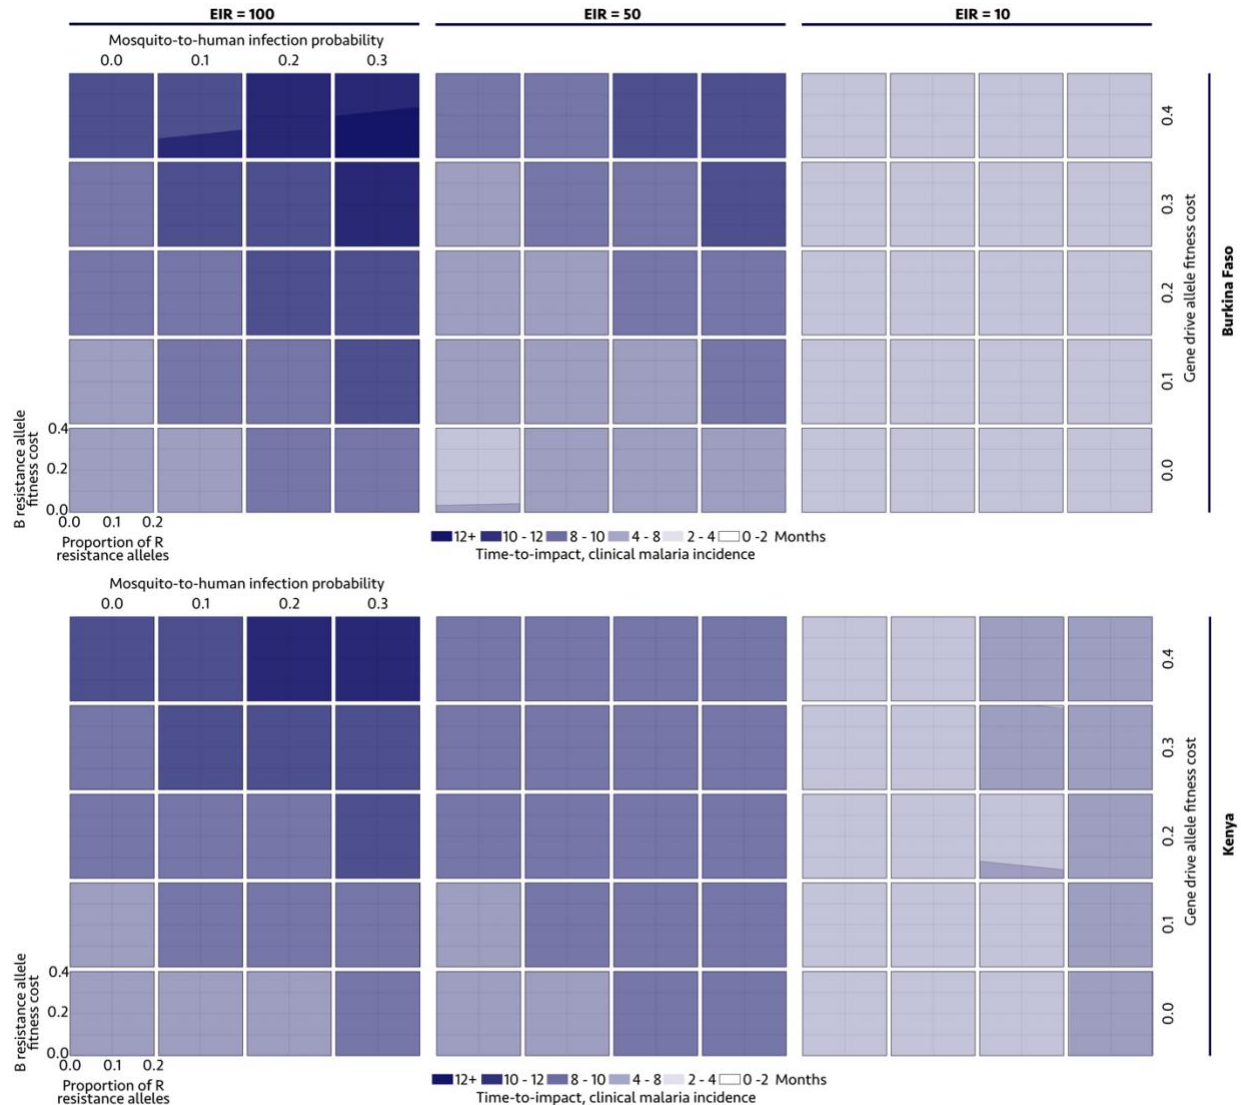 EIR = 100 EIR = 50 EIR = 10
Mosquito-to-human infection probability
0.0 0.1 0.2 0.3
0.4
0.3
0.2
0.1
0.0
Gene drive allele fitness cost
Burkina Faso
B resistance allele
fitness cost
0.4
0.2
0.0
0.0 0.1 0.2
Proportion of R
resistance alleles
12+ 10 - 12 8 - 10 4 - 8 2 - 4 0 -2 Months
Time-to-impact, clinical malaria incidence
Mosquito-to-human infection probability
0.0 0.1 0.2 0.3
0.4
0.3
0.2
0.1
0.0
Gene drive allele fitness cost
Kenya
B resistance allele
fitness cost
0.4
0.2
0.0
0.0 0.1 0.2
Proportion of R
resistance alleles
12+ 10 - 12 8 - 10 4 - 8 2 - 4 0 -2 Months
Time-to-impact, clinical malaria incidence